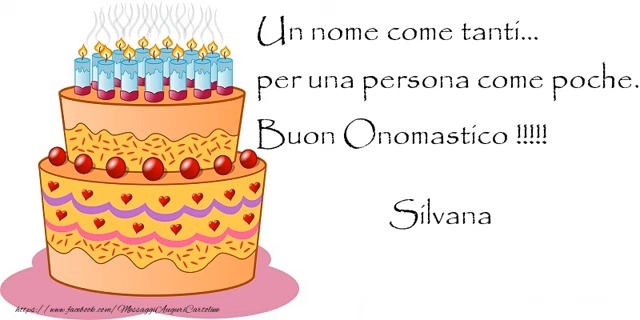 Un nome come tanti...
per una persona come poche.
Buon Onomastico !!!!!
Silvana
https://www.facebook.com/MessaggiAuguriCartoline